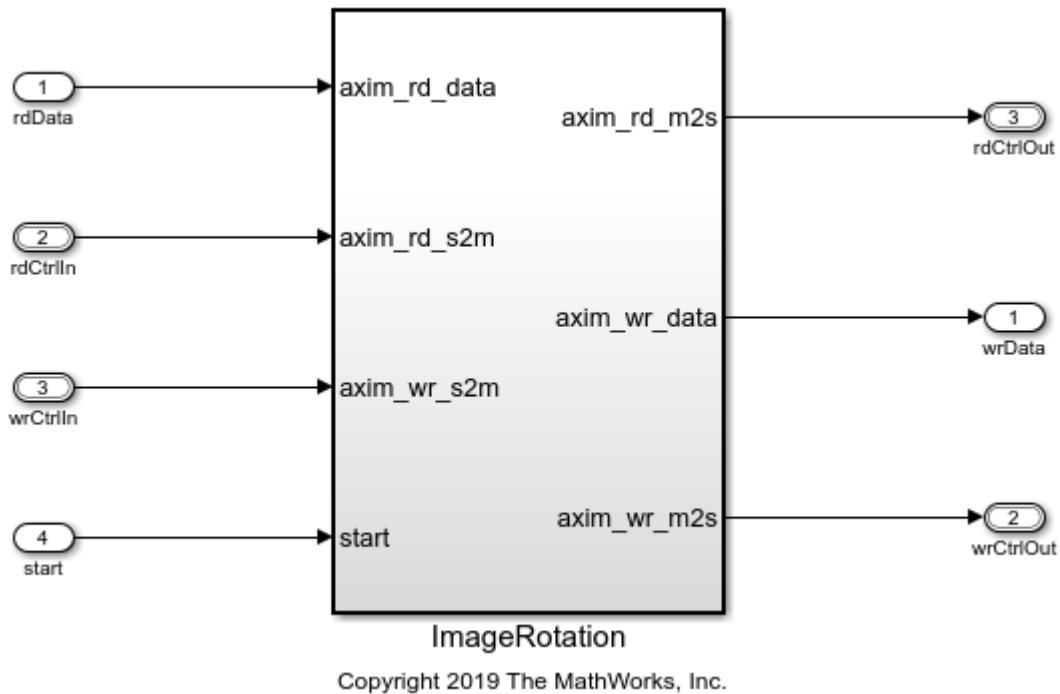 1
rdData
axim_rd_data
axim_rd_m2s
3
rdCtrlOut
2
rdCtrlIn
axim_rd_s2m
axim_wr_data
1
wrData
3
wrCtrlIn
axim_wr_s2m
axim_wr_m2s
2
wrCtrlOut
4
start
start
ImageRotation
Copyright 2019 The MathWorks, Inc.